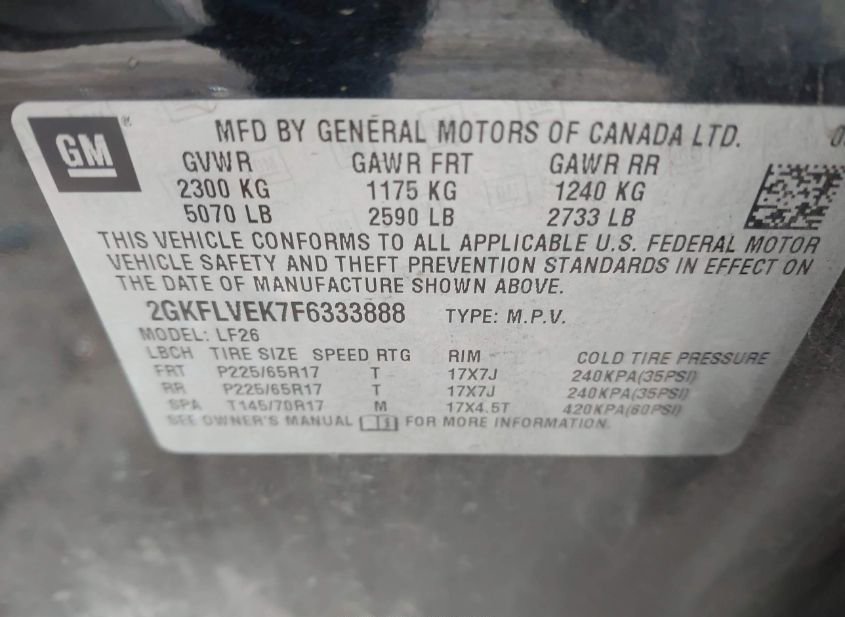 GM®
MFD BY GENERAL MOTORS OF CANADA LTD.
GVWR GAWR FRT GAWR RR
2300 KG 1175 KG 1240 KG
5070 LB 2590 LB 2733 LB
THIS VEHICLE CONFORMS TO ALL APPLICABLE U.S. FEDERAL MOTOR
VEHICLE SAFETY AND THEFT PREVENTION STANDARDS IN EFFECT ON
THE DATE OF MANUFACTURE SHOWN ABOVE.
2GKFLVEK7F6333888 TYPE: M.P.V.
MODEL: LF26
LBCH TIRE SIZE SPEED RTG RIM COLD TIRE PRESSURE
FRT P225/65R17 T 17X7J 240KPA(35PSI)
RR P225/65R17 T 17X7J 240KPA(35PSI)
SPA T145/70R17 M 17X4.5T 420KPA(60PSI)
SEE OWNER'S MANUAL FOR MORE INFORMATION.